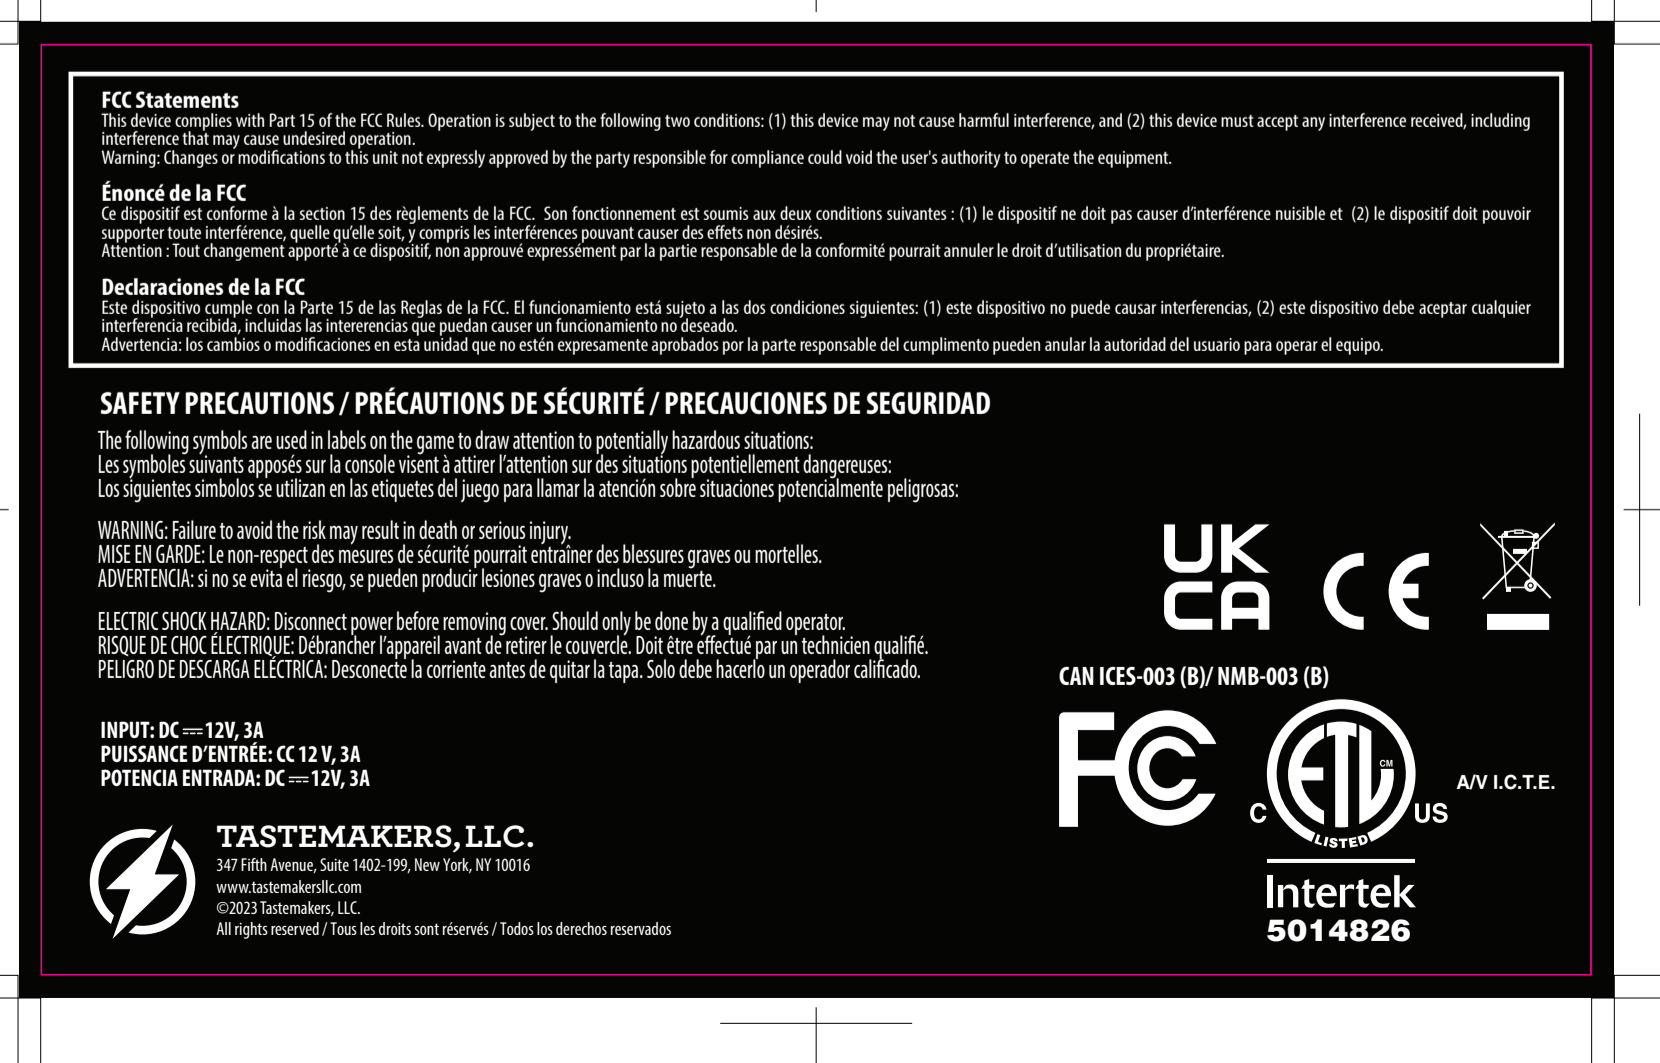 FCC Statements
This device complies with Part 15 of the FCC Rules. Operation is subject to the following two conditions: (1) this device may not cause harmful interference, and (2) this device must accept any interference received, including
interference that may cause undesired operation.
Warning: Changes or modifications to this unit not expressly approved by the party responsible for compliance could void the user's authority to operate the equipment.
Énoncé de la FCC
Ce dispositif est conforme à la section 15 des règlements de la FCC. Son fonctionnement est soumis aux deux conditions suivantes : (1) le dispositif ne doit pas causer d’interférence nuisible et (2) le dispositif doit pouvoir
supporter toute interférence, quelle qu’elle soit, y compris les interférences pouvant causer des effets non désirés.
Attention : Tout changement apporté à ce dispositif, non approuvé expressément par la partie responsable de la conformité pourrait annuler le droit d’utilisation du propriétaire.
Declaraciones de la FCC
Este dispositivo cumple con la Parte 15 de las Reglas de la FCC. El funcionamiento está sujeto a las dos condiciones siguientes: (1) este dispositivo no puede causar interferencias, (2) este dispositivo debe aceptar cualquier
interferencia recibida, incluidas las intererencias que puedan causer un funcionamiento no deseado.
Advertencia: los cambios o modificaciones en esta unidad que no estén expresamente aprobados por la parte responsable del cumplimento pueden anular la autoridad del usuario para operar el equipo.
SAFETY PRECAUTIONS / PRÉCAUTIONS DE SÉCURITÉ / PRECAUCIONES DE SEGURIDAD
The following symbols are used in labels on the game to draw attention to potentially hazardous situations:
Les symboles suivants apposés sur la console visent à attirer l’attention sur des situations potentiellement dangereuses:
Los siguientes simbolos se utilizan en las etiquetes del juego para llamar la atención sobre situaciones potencialmente peligrosas:
WARNING: Failure to avoid the risk may result in death or serious injury.
MISE EN GARDE: Le non-respect des mesures de sécurité pourrait entraîner des blessures graves ou mortelles.
ADVERTENCIA: si no se evita el riesgo, se pueden producir lesiones graves o incluso la muerte.
ELECTRIC SHOCK HAZARD: Disconnect power before removing cover. Should only be done by a qualified operator.
RISQUE DE CHOC ÉLECTRIQUE: Débrancher l’appareil avant de retirer le couvercle. Doit être effectué par un technicien qualifié.
PELIGRO DE DESCARGA ELÉCTRICA: Desconecte la corriente antes de quitar la tapa. Solo debe hacerlo un operador calificado.
INPUT: DC ⎓ 12V, 3A
PUISSANCE D’ENTRÉE: CC 12 V, 3A
POTENCIA ENTRADA: DC ⎓ 12V, 3A
TASTEMAKERS, LLC.
347 Fifth Avenue, Suite 1402-199, New York, NY 10016
www.tastemakersllc.com
©2023 Tastemakers, LLC.
All rights reserved / Tous les droits sont réservés / Todos los derechos reservados
UK
CA
CE
CAN ICES-003 (B)/ NMB-003 (B)
FC
ETL CM
C US
LISTED
A/V I.C.T.E.
Intertek
5014826